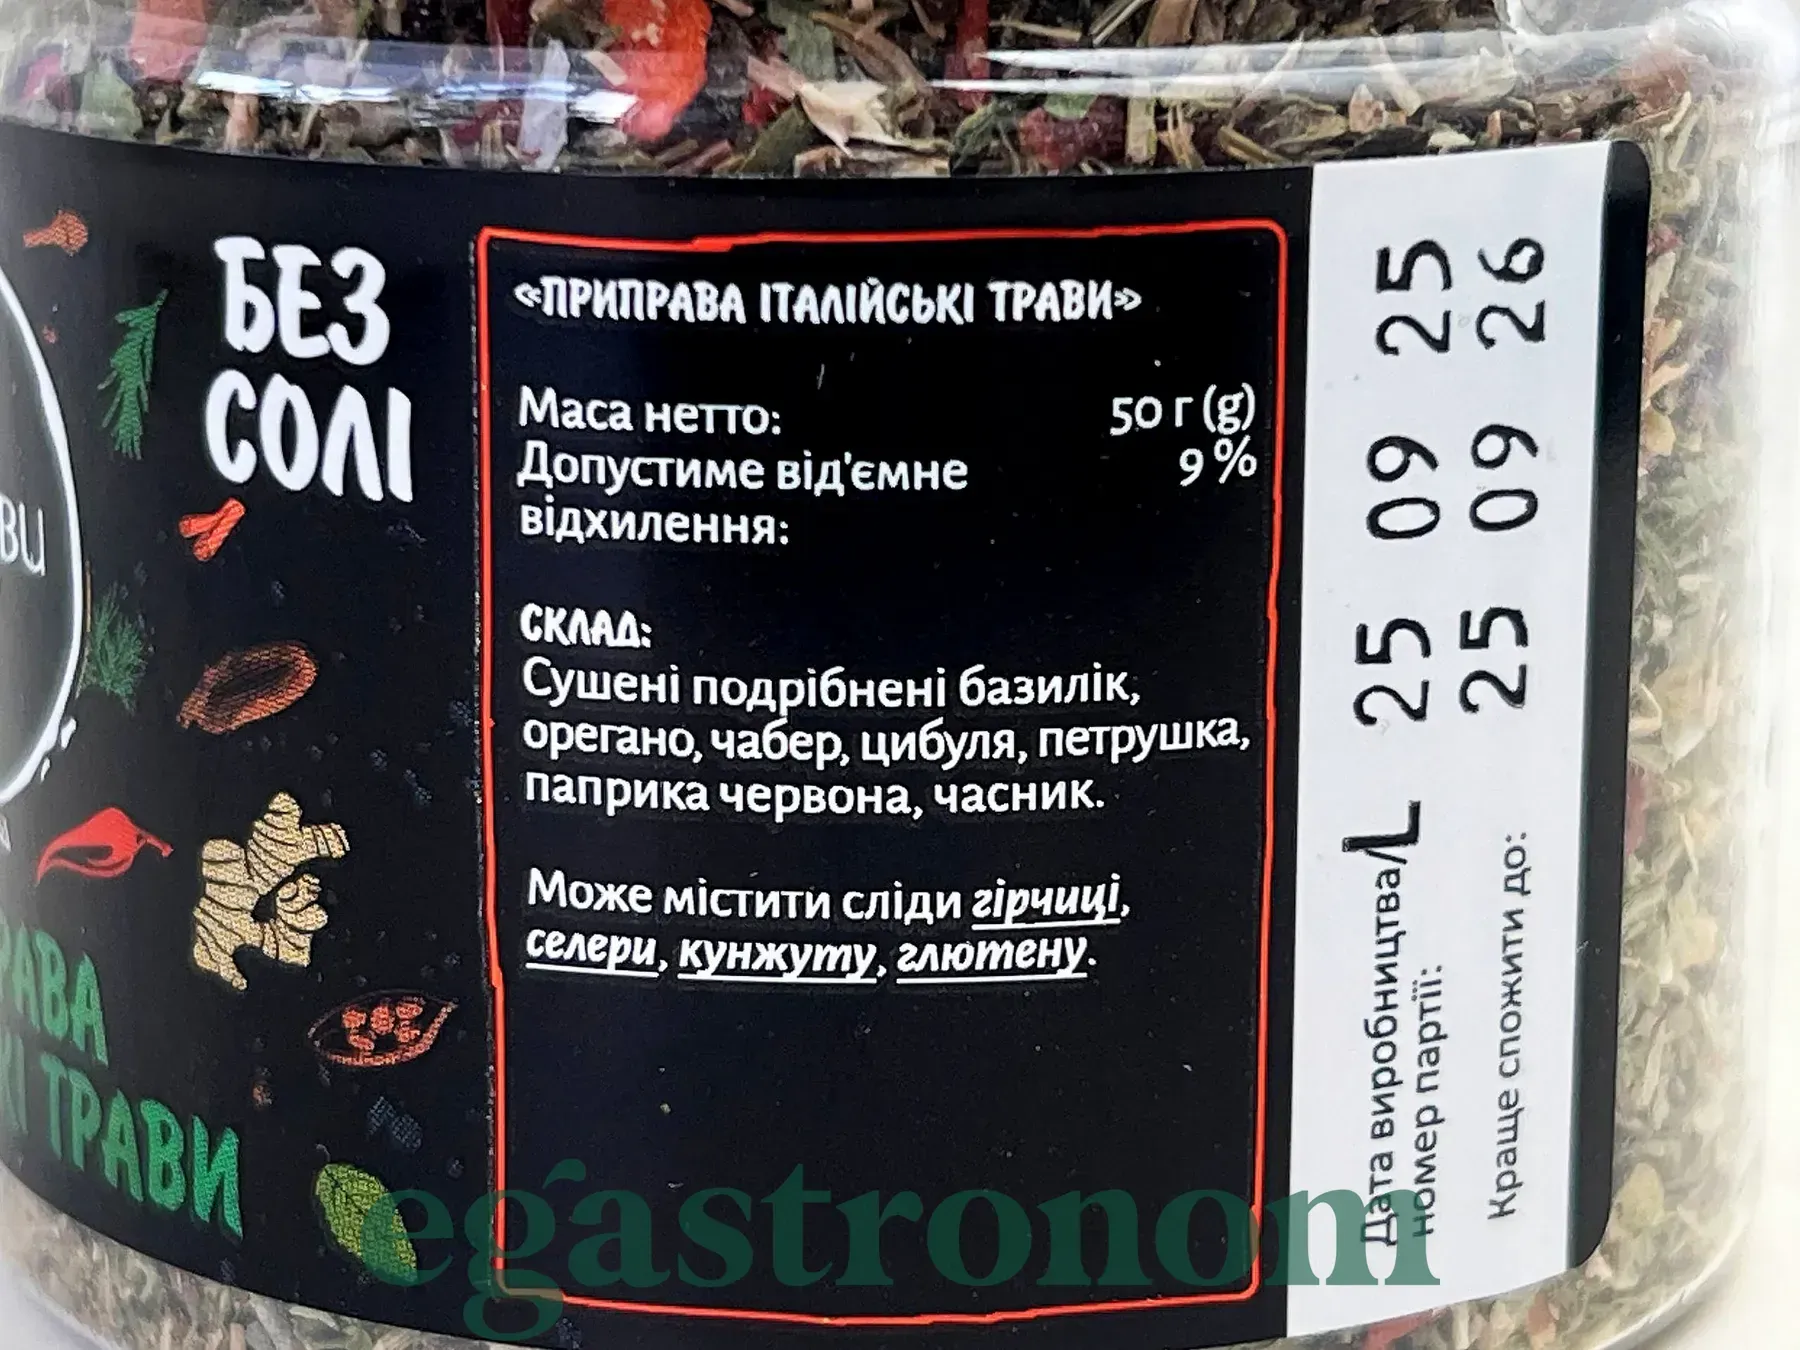 БЕЗ
СОЛІ
ТРАВИ
«ПРИПРАВА ІТАЛІЙСЬКІ ТРАВИ»
Маса нетто: 50 г (g)
Допустиме від'ємне 9 %
відхилення:
СКЛАД:
Сушені подрібнені базилік,
орегано, чабер, цибуля, петрушка,
паприка червона, часник.
Може містити сліди гірчиці,
селери, кунжуту, глютену.
Дата виробництва/L 25 09 25
номер партії:
Краще спожити до: 25 09 26
egastronom